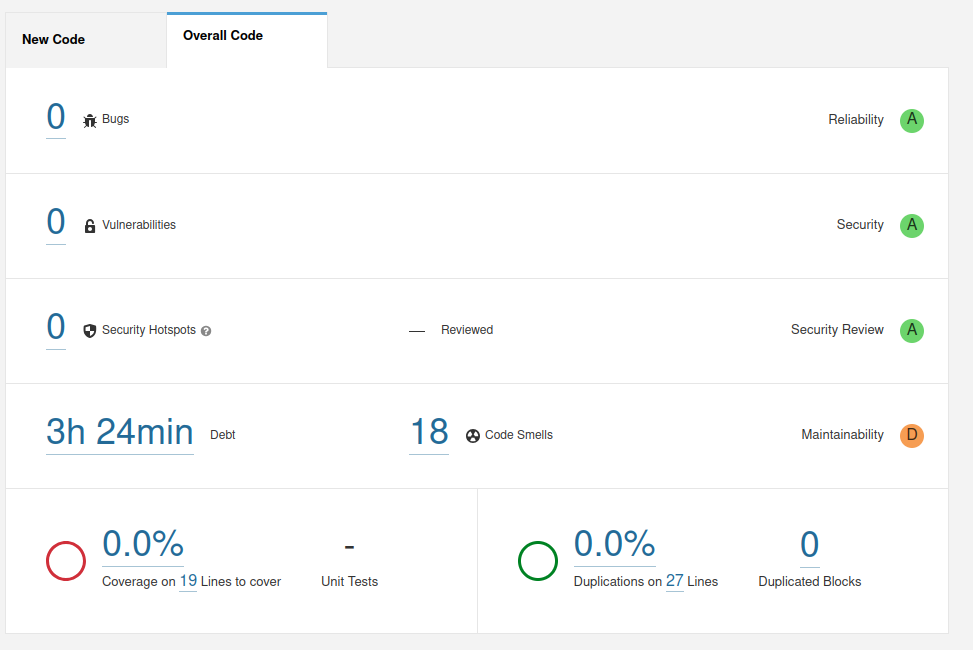 New Code
Overall Code
0 Bugs Reliability A
0 Vulnerabilities Security A
0 Security Hotspots ? — Reviewed Security Review A
3h 24min Debt 18 Code Smells Maintainability D
0.0% - 0.0% 0
Coverage on 19 Lines to cover Unit Tests Duplications on 27 Lines Duplicated Blocks